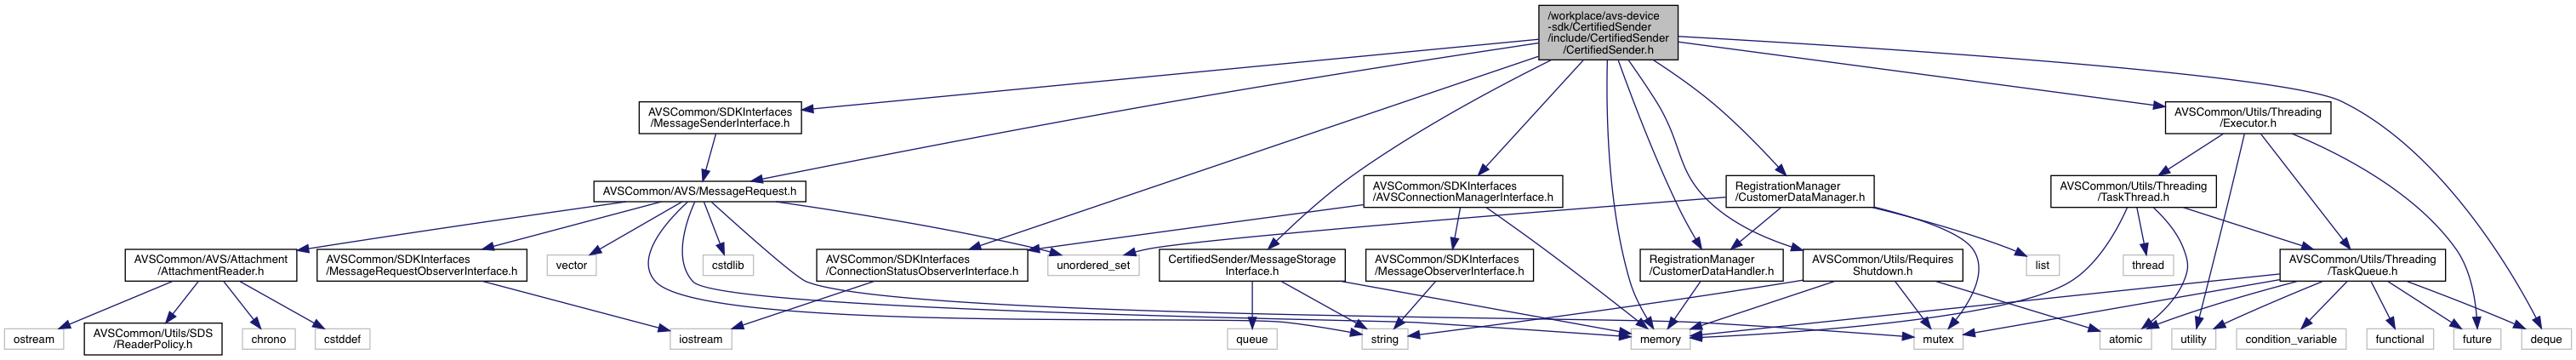 /workplace/avs-device
-sdk/CertifiedSender
/include/CertifiedSender
/CertifiedSender.h
AVSCommon/SDKInterfaces
/MessageSenderInterface.h
AVSCommon/Utils/Threading
/Executor.h
AVSCommon/AVS/MessageRequest.h
AVSCommon/SDKInterfaces
/AVSConnectionManagerInterface.h
RegistrationManager
/CustomerDataManager.h
AVSCommon/Utils/Threading
/TaskThread.h
AVSCommon/AVS/Attachment
/AttachmentReader.h
AVSCommon/SDKInterfaces
/MessageRequestObserverInterface.h
vector
cstdlib
AVSCommon/SDKInterfaces
/ConnectionStatusObserverInterface.h
unordered_set
CertifiedSender/MessageStorage
Interface.h
AVSCommon/SDKInterfaces
/MessageObserverInterface.h
RegistrationManager
/CustomerDataHandler.h
AVSCommon/Utils/Requires
Shutdown.h
list
thread
AVSCommon/Utils/Threading
/TaskQueue.h
ostream
AVSCommon/Utils/SDS
/ReaderPolicy.h
chrono
cstddef
iostream
queue
string
memory
mutex
atomic
utility
condition_variable
functional
future
deque